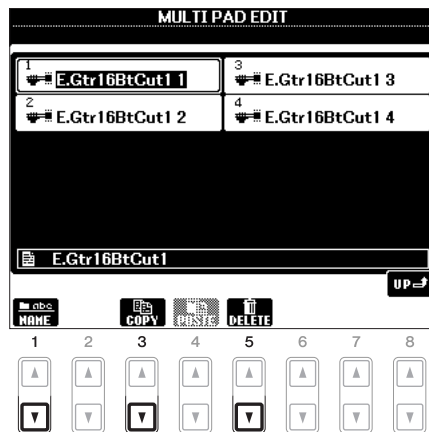 MULTI PAD EDIT
1
E.Gtr16BtCut1 1
3
E.Gtr16BtCut1 3
2
E.Gtr16BtCut1 2
4
E.Gtr16BtCut1 4
E.Gtr16BtCut1
UP
abc
NAME
COPY
PASTE
DELETE
1 2 3 4 5 6 7 8